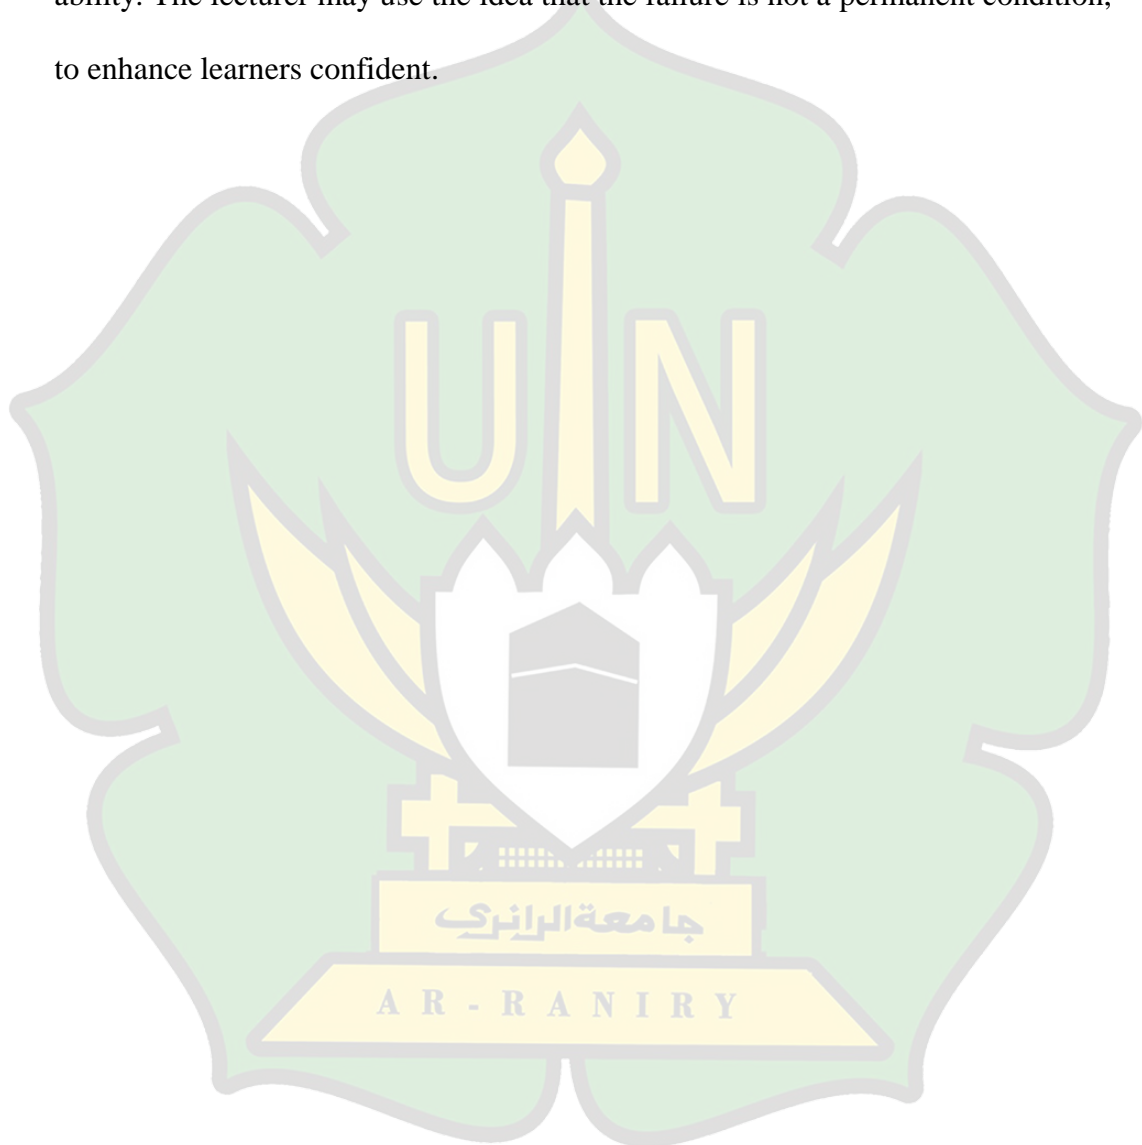 ability. The lecturer may use the idea that the failure is not a permanent condition,
to enhance learners confident.
UIN
جامعة الرانري
AR-RANIRY